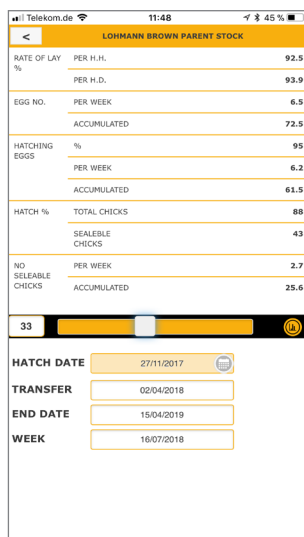 Telekom.de 11:48 45 %
< LOHMANN BROWN PARENT STOCK
RATE OF LAY % PER H.H. 92.5
PER H.D. 93.9
EGG NO. PER WEEK 6.5
ACCUMULATED 72.5
HATCHING EGGS % 95
PER WEEK 6.2
ACCUMULATED 61.5
HATCH % TOTAL CHICKS 88
SEALEBLE CHICKS 43
NO SELEABLE CHICKS PER WEEK 2.7
ACCUMULATED 25.6
33
HATCH DATE 27/11/2017
TRANSFER 02/04/2018
END DATE 15/04/2019
WEEK 16/07/2018